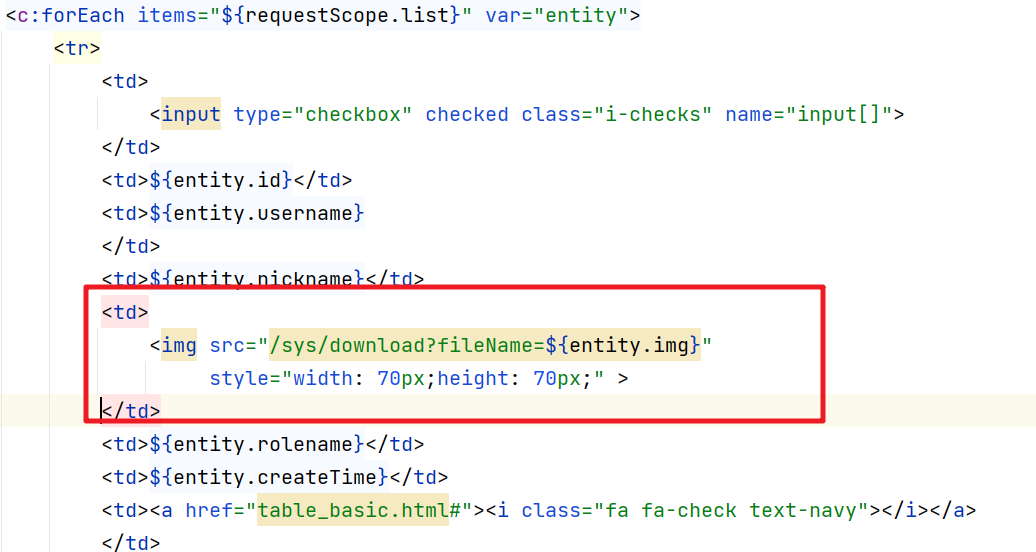 <c:forEach items="${requestScope.list}" var="entity">
<tr>
<td>
<input type="checkbox" checked class="i-checks" name="input[]">
</td>
<td>${entity.id}</td>
<td>${entity.username}
</td>
<td>${entity.nickname}</td>
<td>
<img src="/sys/download?fileName=${entity.img}"
style="width: 70px;height: 70px;" >
</td>
<td>${entity.rolename}</td>
<td>${entity.createTime}</td>
<td><a href="table_basic.html#"><i class="fa fa-check text-navy"></i></a>
</td>